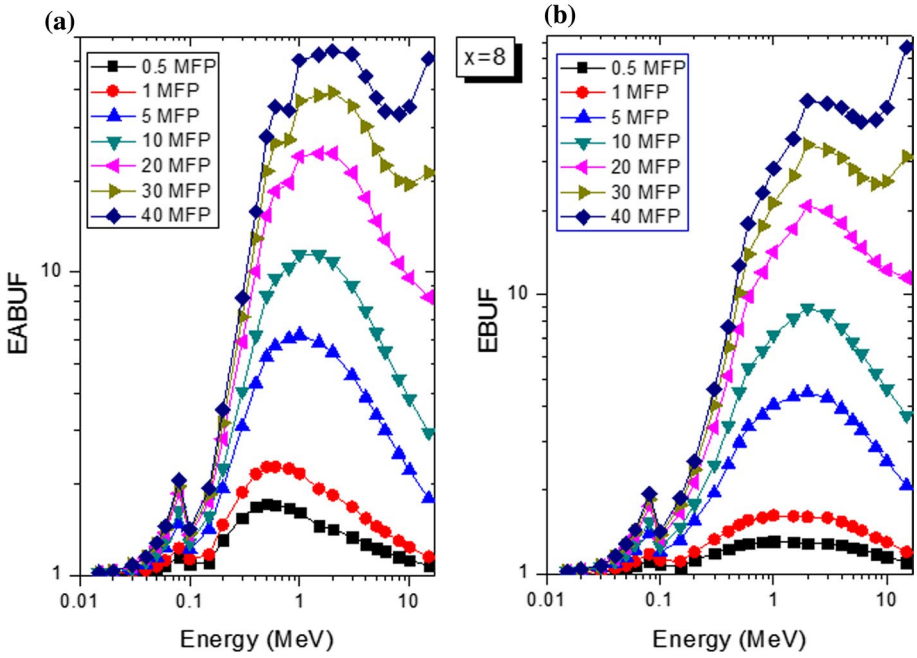 (a)
(b)
x=8
0.5 MFP
1 MFP
5 MFP
10 MFP
20 MFP
30 MFP
40 MFP
EABUF
10
1
0.01
0.1
1
10
Energy (MeV)
0.5 MFP
1 MFP
5 MFP
10 MFP
20 MFP
30 MFP
40 MFP
EBUF
10
1
0.01
0.1
1
10
Energy (MeV)